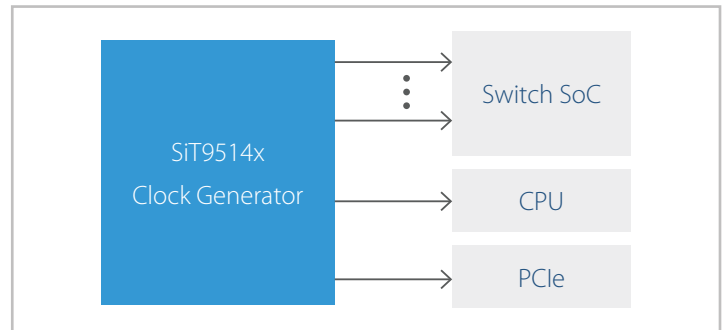 SiT9514x
Clock Generator
Switch SoC
CPU
PCIe